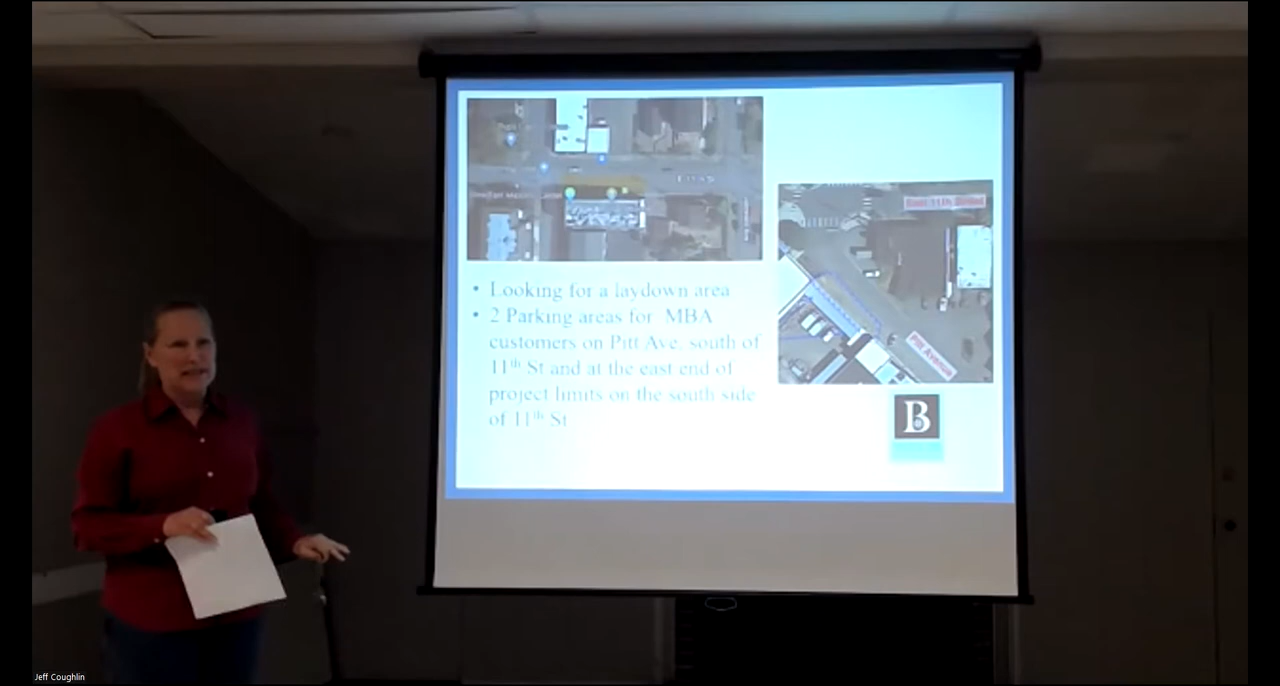 • Looking for a laydown area
• 2 Parking areas for MBA
customers on Pitt Ave, south of
11th St and at the east end of
project limits on the south side
of 11th St
East 11th Street
Pitt Avenue
B
Jeff Coughlin